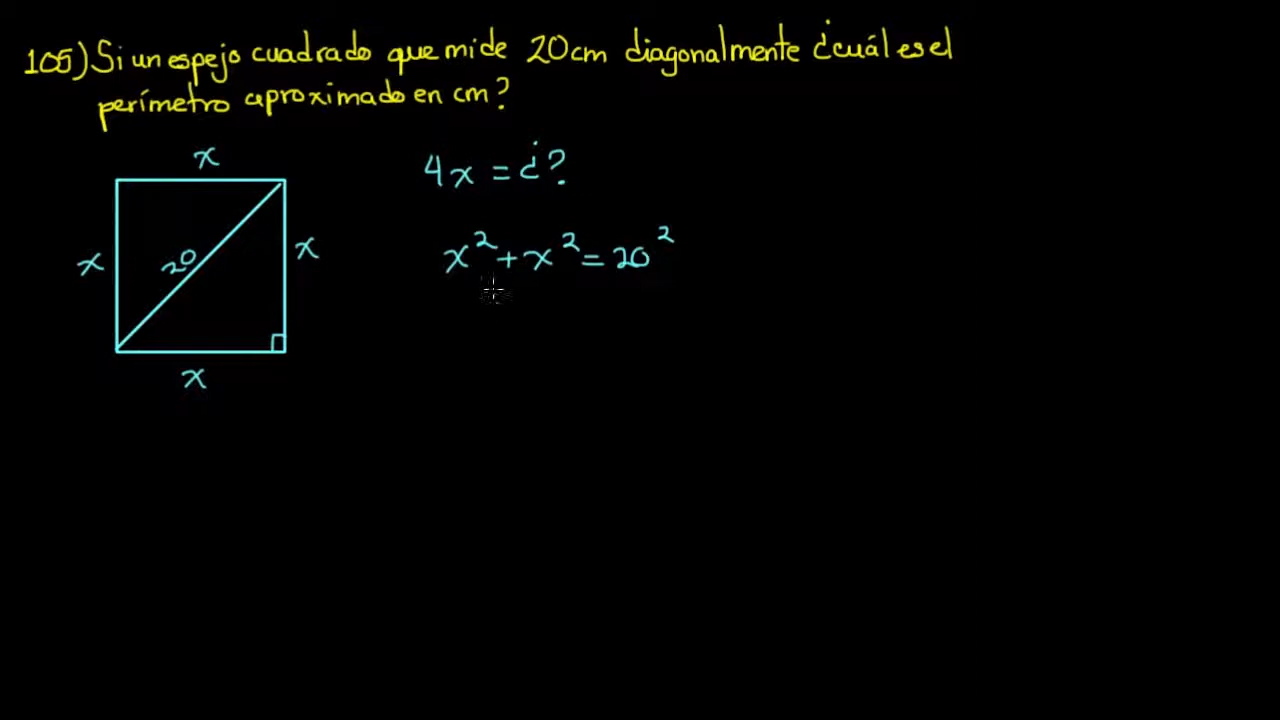 105) Si un espejo cuadrado que mide 20cm diagonalmente ¿cuál es el
perímetro aproximado en cm?
x
4x = ¿?
x
20
x
x² + x² = 20²
x